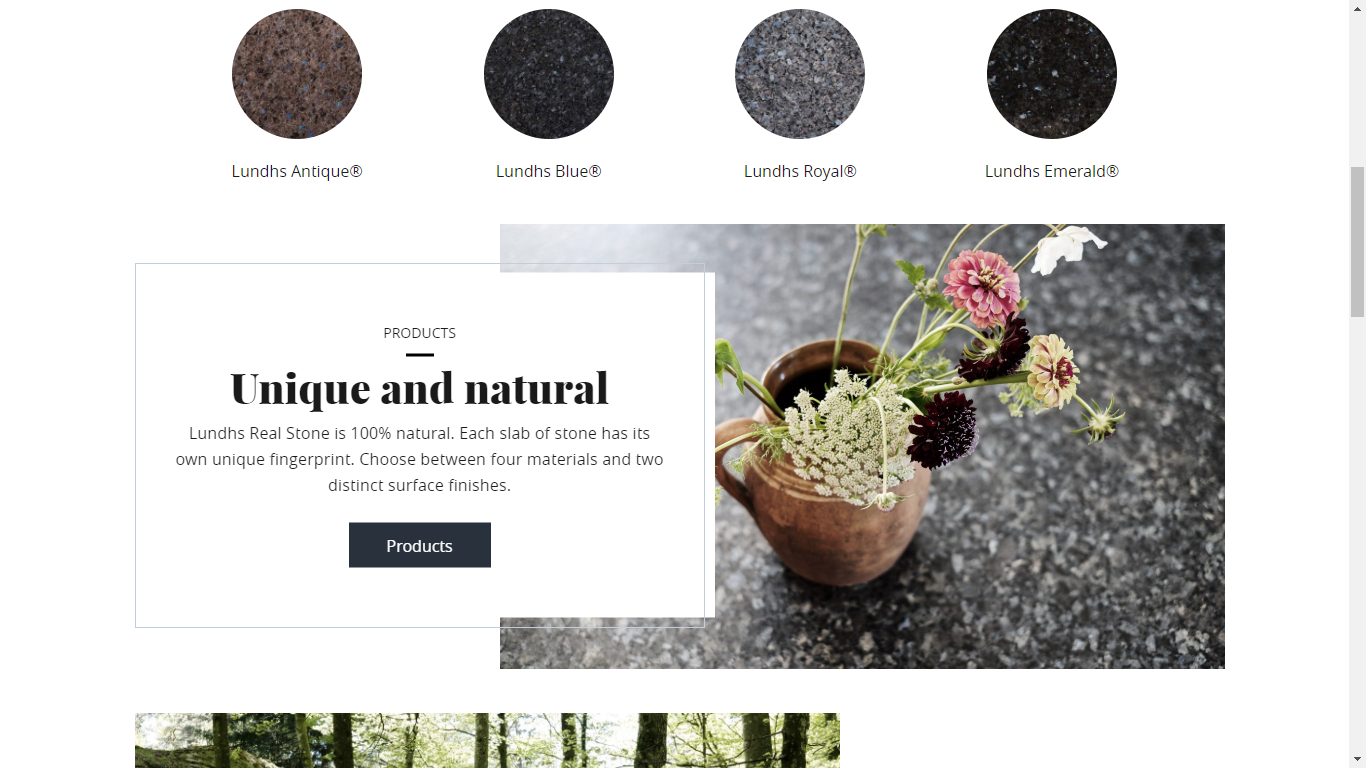 Lundhs Antique®
Lundhs Blue®
Lundhs Royal®
Lundhs Emerald®
PRODUCTS
Unique and natural
Lundhs Real Stone is 100% natural. Each slab of stone has its
own unique fingerprint. Choose between four materials and two
distinct surface finishes.
Products